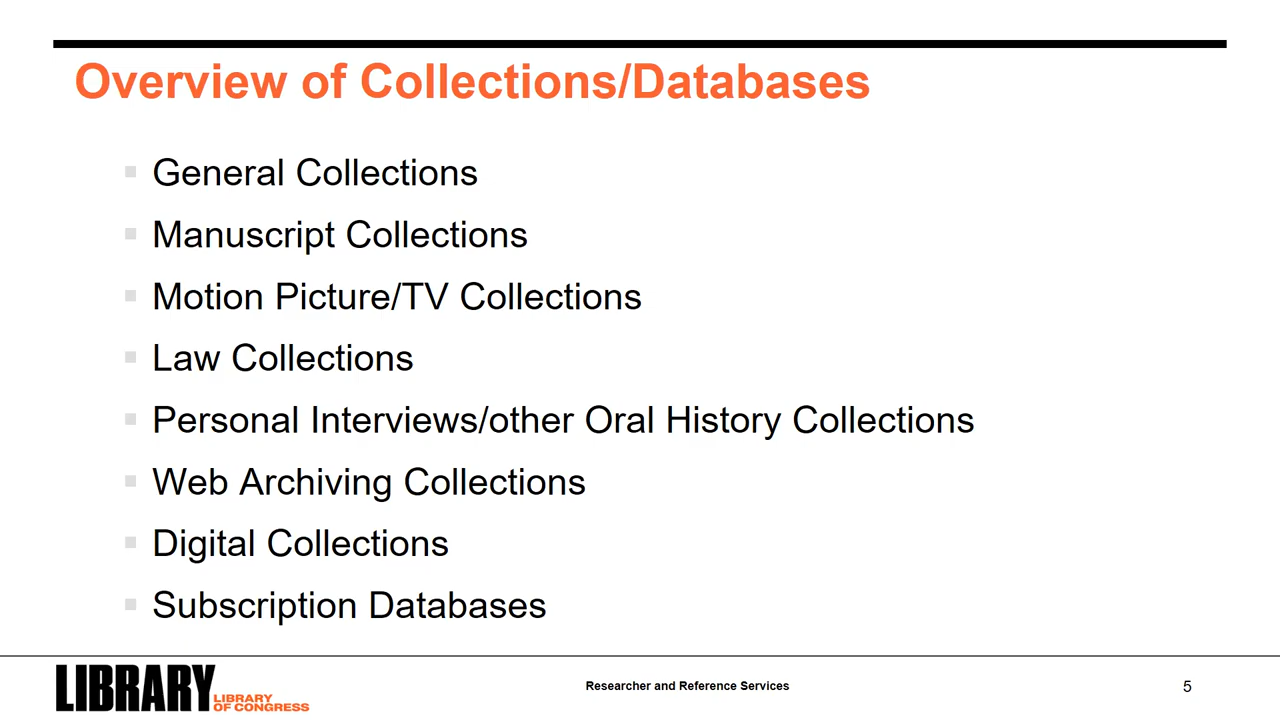 Overview of Collections/Databases
General Collections
Manuscript Collections
Motion Picture/TV Collections
Law Collections
Personal Interviews/other Oral History Collections
Web Archiving Collections
Digital Collections
Subscription Databases
LIBRARY
LIBRARY
OF CONGRESS
Researcher and Reference Services
5